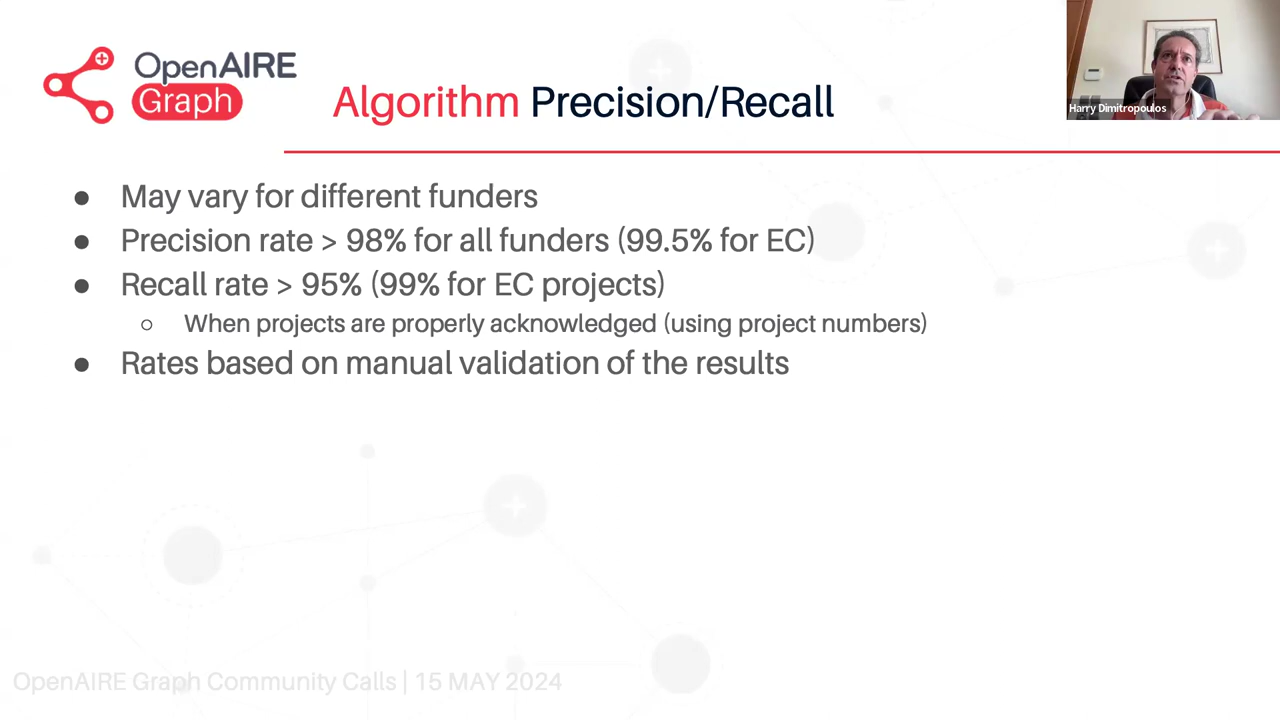 OpenAIRE
Graph
Algorithm Precision/Recall
Harry Dimitropoulos
● May vary for different funders
● Precision rate > 98% for all funders (99.5% for EC)
● Recall rate > 95% (99% for EC projects)
○ When projects are properly acknowledged (using project numbers)
● Rates based on manual validation of the results
OpenAIRE Graph Community Calls | 15 MAY 2024